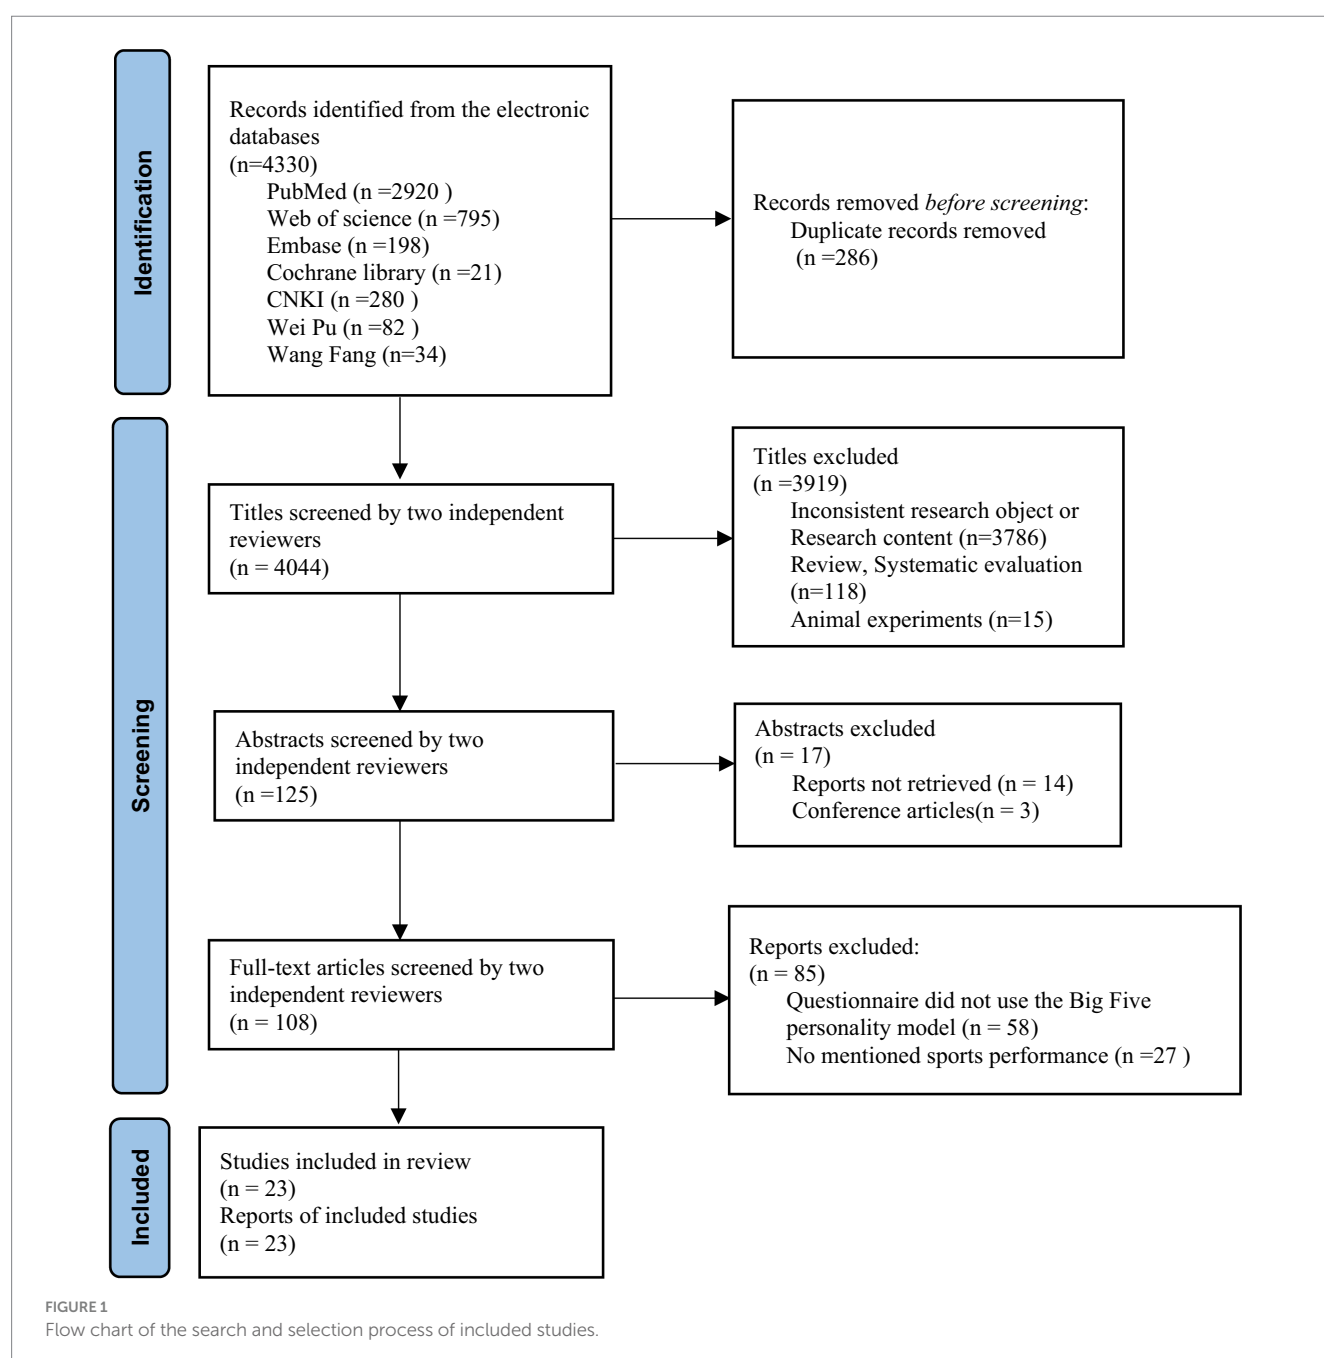 Identification
Records identified from the electronic
databases
(n=4330)
PubMed (n =2920 )
Web of science (n =795)
Embase (n =198)
Cochrane library (n =21)
CNKI (n =280 )
Wei Pu (n =82 )
Wang Fang (n=34)
Records removed before screening:
Duplicate records removed
(n =286)
Screening
Titles screened by two independent
reviewers
(n = 4044)
Titles excluded
(n =3919)
Inconsistent research object or
Research content (n=3786)
Review, Systematic evaluation
(n=118)
Animal experiments (n=15)
Abstracts screened by two
independent reviewers
(n =125)
Abstracts excluded
(n = 17)
Reports not retrieved (n = 14)
Conference articles(n = 3)
Full-text articles screened by two
independent reviewers
(n = 108)
Reports excluded:
(n = 85)
Questionnaire did not use the Big Five
personality model (n = 58)
No mentioned sports performance (n =27 )
Included
Studies included in review
(n = 23)
Reports of included studies
(n = 23)
FIGURE 1
Flow chart of the search and selection process of included studies.